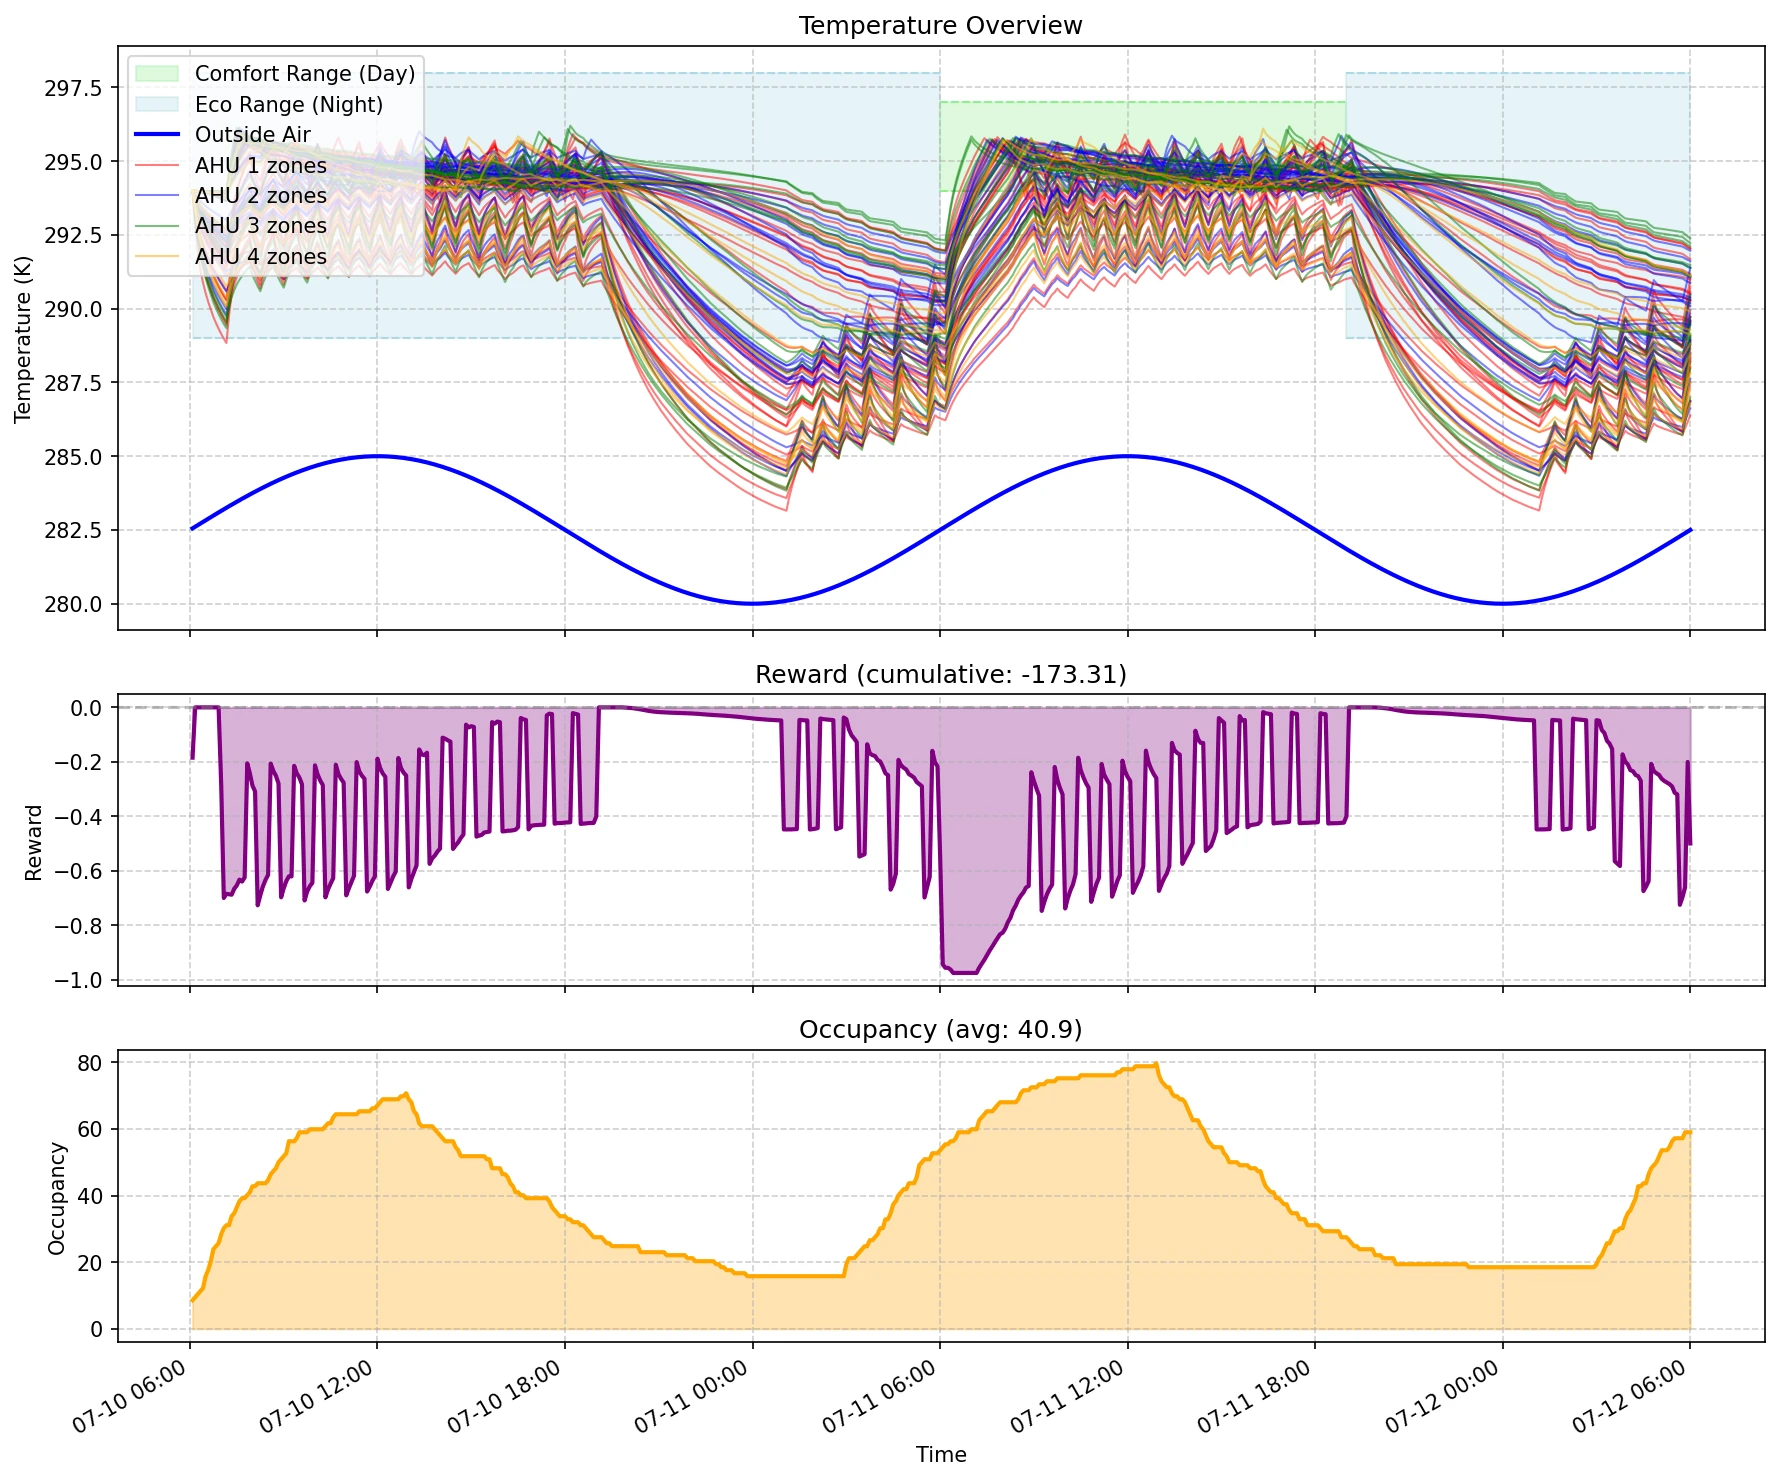 Temperature Overview
Comfort Range (Day)
Eco Range (Night)
Outside Air
AHU 1 zones
AHU 2 zones
AHU 3 zones
AHU 4 zones
Temperature (K)
297.5
295.0
292.5
290.0
287.5
285.0
282.5
280.0
Reward (cumulative: -173.31)
Reward
0.0
−0.2
−0.4
−0.6
−0.8
−1.0
Occupancy (avg: 40.9)
Occupancy
80
60
40
20
0
07-10 06:00
07-10 12:00
07-10 18:00
07-11 00:00
07-11 06:00
07-11 12:00
07-11 18:00
07-12 00:00
07-12 06:00
Time